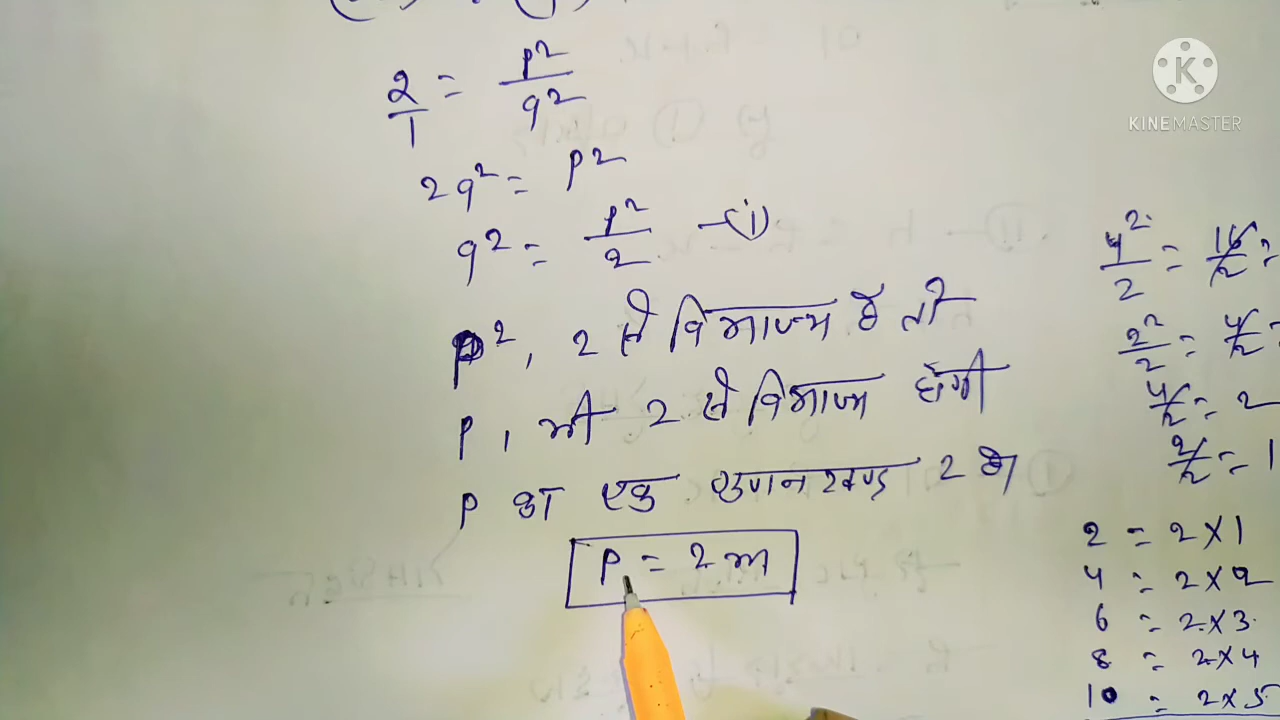 2/1 = p²/q²
2q² = p²
q² = p²/2 —(i)
p², 2 से विभाज्य है तो
p, भी 2 से विभाज्य होगी
p का एक गुणनखण्ड 2 हो
p = 2m
4²/2 = 16/2 =
2²/2 = 4/2 =
4/2 = 2
2/2 = 1
2 = 2×1
4 = 2×2
6 = 2×3
8 = 2×4
10 = 2×5
K
KINEMASTER